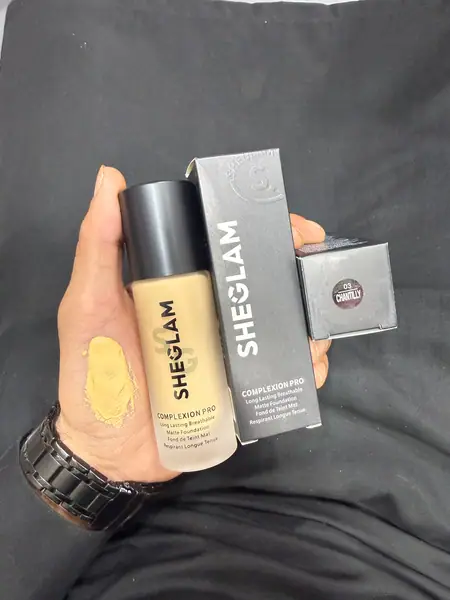 SHEGLAM
COMPLEXION PRO
Long Lasting Breathable
Matte Foundation
Fond de Teint Mat
Respirant Longue Tenue
SHEGLAM
COMPLEXION PRO
Long Lasting Breathable
Matte Foundation
Fond de Teint Mat
Respirant Longue Tenue
03
CHANTILLY